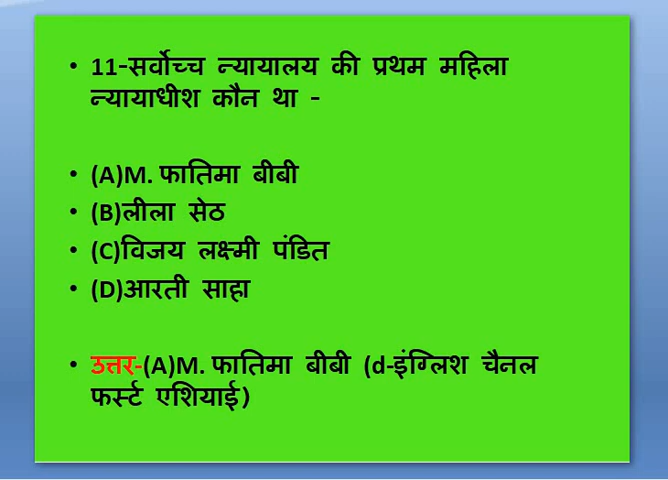 • 11-सर्वोच्च न्यायालय की प्रथम महिला
न्यायाधीश कौन था -
• (A)M. फातिमा बीबी
• (B)लीला सेठ
• (C)विजय लक्ष्मी पंडित
• (D)आरती साहा
• उत्तर-(A)M. फातिमा बीबी (d-इंग्लिश चैनल
फर्स्ट एशियाई)